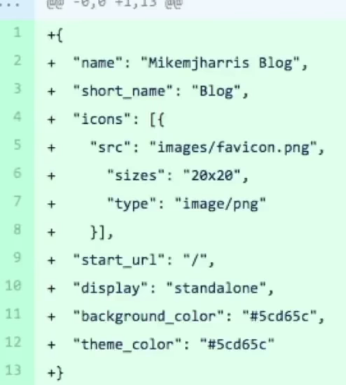 ... @@ -0,0 +1,13 @@
1 +{
2 + "name": "Mikemjharris Blog",
3 + "short_name": "Blog",
4 + "icons": [{
5 + "src": "images/favicon.png",
6 + "sizes": "20x20",
7 + "type": "image/png"
8 + }],
9 + "start_url": "/",
10 + "display": "standalone",
11 + "background_color": "#5cd65c",
12 + "theme_color": "#5cd65c"
13 +}